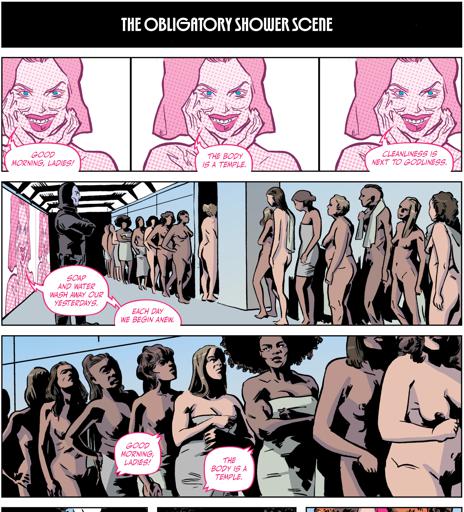 THE OBLIGATORY SHOWER SCENE
GOOD
MORNING, LADIES!
THE BODY
IS A TEMPLE.
CLEANLINESS IS
NEXT TO GODLINESS.
SOAP
AND WATER
WASH AWAY OUR
YESTERDAYS.
EACH DAY
WE BEGIN ANEW.
GOOD
MORNING,
LADIES!
THE
BODY IS A
TEMPLE.